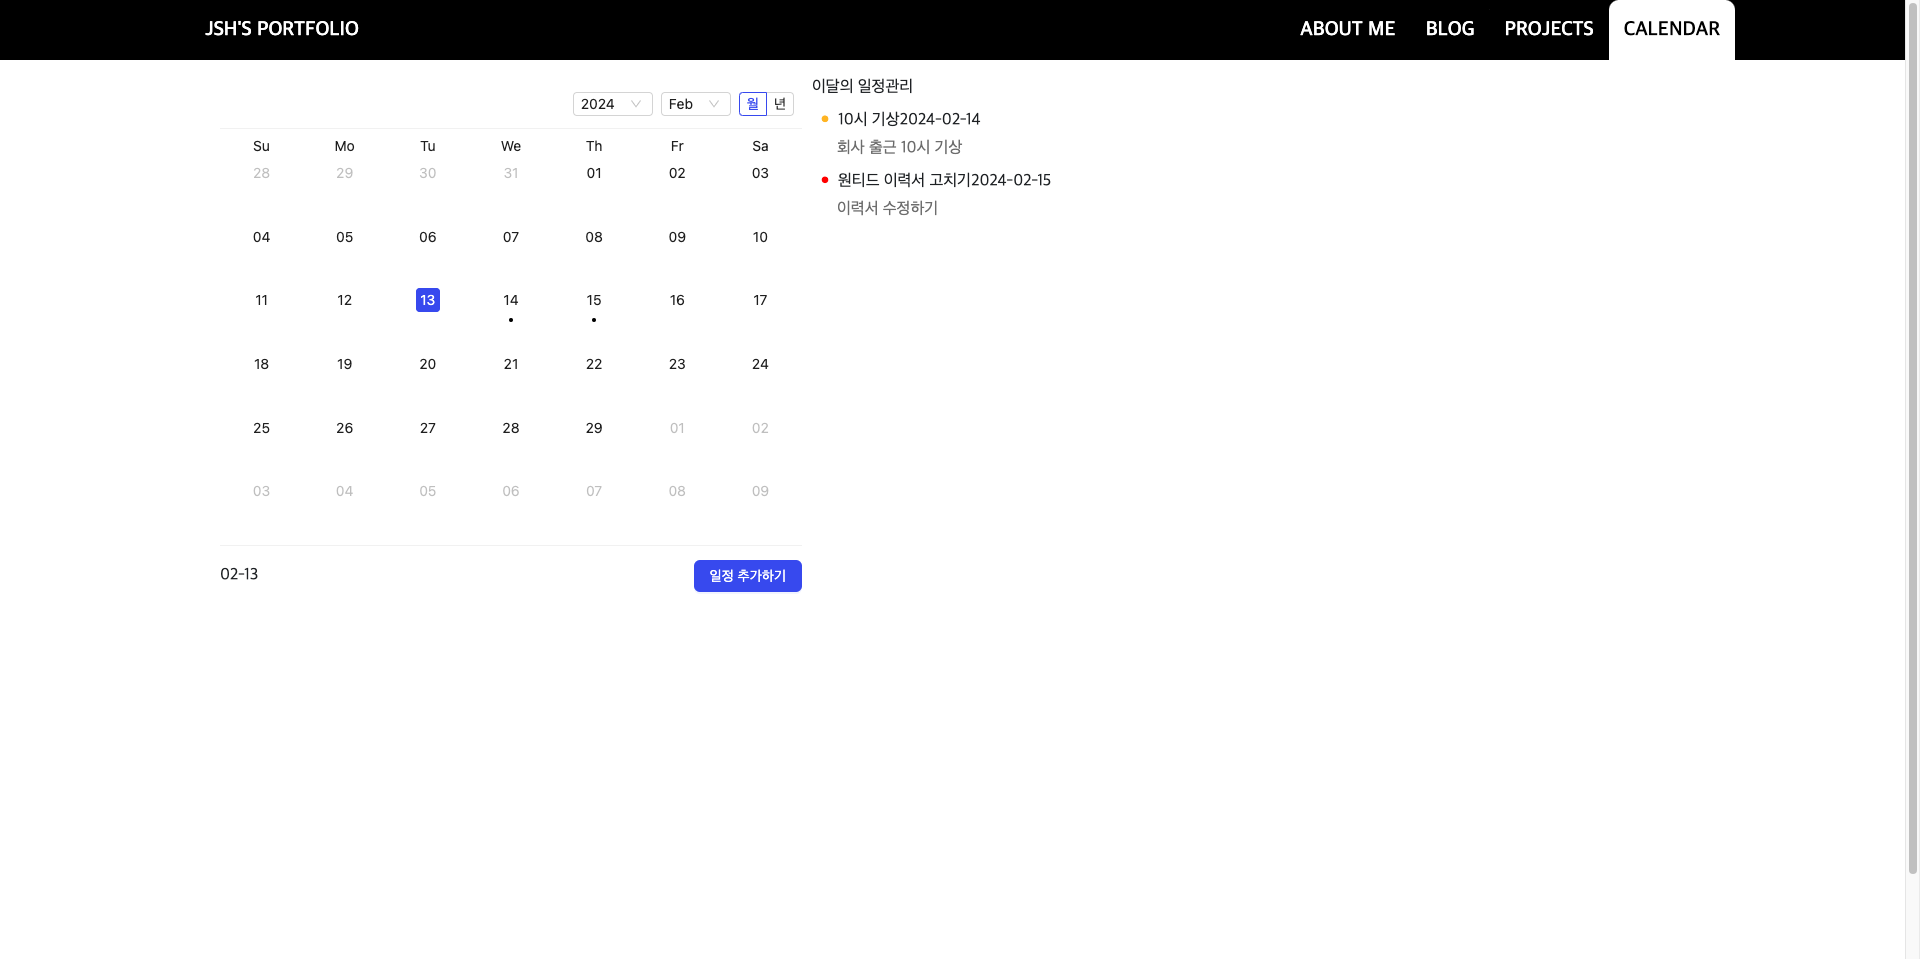 JSH'S PORTFOLIO ABOUT ME BLOG PROJECTS CALENDAR
2024 Feb 월 년
Su Mo Tu We Th Fr Sa
28 29 30 31 01 02 03
04 05 06 07 08 09 10
11 12 13 14 15 16 17
18 19 20 21 22 23 24
25 26 27 28 29 01 02
03 04 05 06 07 08 09
02-13 일정 추가하기
이달의 일정관리
10시 기상2024-02-14
회사 출근 10시 기상
원티드 이력서 고치기2024-02-15
이력서 수정하기